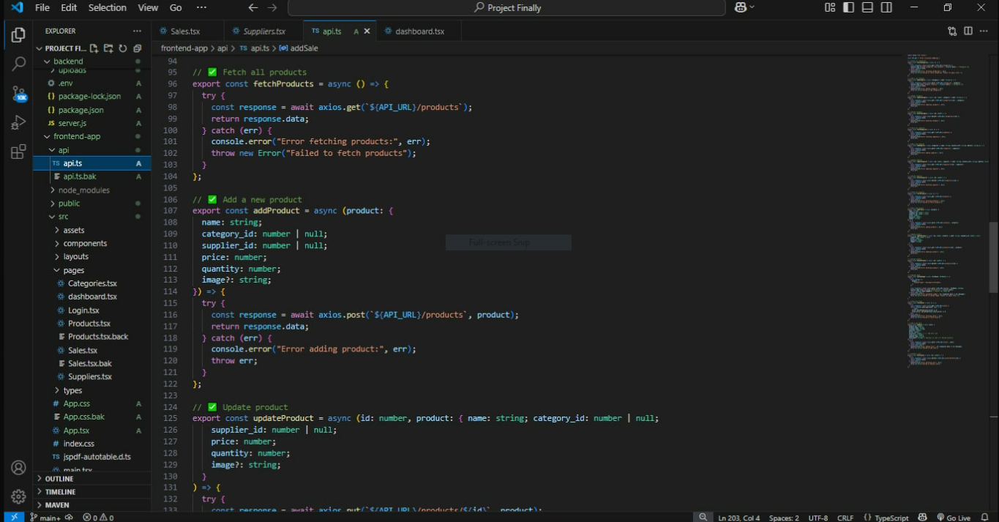 File Edit Selection View Go ··· Project Finally
EXPLORER ···
Sales.tsx Suppliers.tsx TS api.ts A dashboard.tsx
PROJECT FI...
frontend-app > api > TS api.ts > addSale
backend
uploads
.env A
{} package-lock.json A
{} package.json A
JS server.js A
frontend-app
api
TS api.ts A
api.ts.bak A
node_modules
public
src
assets
components
layouts
pages
Categories.tsx
dashboard.tsx
Login.tsx
Products.tsx
Products.tsx.back
Sales.tsx
Sales.tsx.bak
Suppliers.tsx
types
# App.css A
App.css.bak A
App.tsx A
# index.css
TS jspdf-autotable.d.ts
main.tsx
OUTLINE
TIMELINE
MAVEN
10K
94
95 // ✅ Fetch all products
96 export const fetchProducts = async () => {
97 try {
98 const response = await axios.get(`${API_URL}/products`);
99 return response.data;
100 } catch (err) {
101 console.error("Error fetching products:", err);
102 throw new Error("Failed to fetch products");
103 }
104 };
105
106 // ✅ Add a new product
107 export const addProduct = async (product: {
108 name: string;
109 category_id: number | null;
110 supplier_id: number | null;
111 price: number;
112 quantity: number;
113 image?: string;
114 }) => {
115 try {
116 const response = await axios.post(`${API_URL}/products`, product);
117 return response.data;
118 } catch (err) {
119 console.error("Error adding product:", err);
120 throw err;
121 }
122 };
123
124 // ✅ Update product
125 export const updateProduct = async (id: number, product: { name: string; category_id: number | null;
126 supplier_id: number | null;
127 price: number;
128 quantity: number;
129 image?: string;
130 }
131 ) => {
132 try {
133 const response = await axios.put(`${API_URL}/products/${id}`, product);
Full-screen Snip
main+ 0 0 Ln 203, Col 4 Spaces: 2 UTF-8 CRLF {} TypeScript Go Live